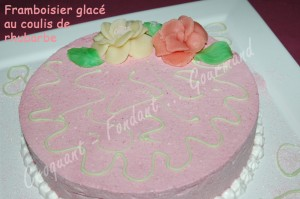 Framboisier glacé
au coulis de
rhubarbe
Croquant - Fondant ... Gourmand